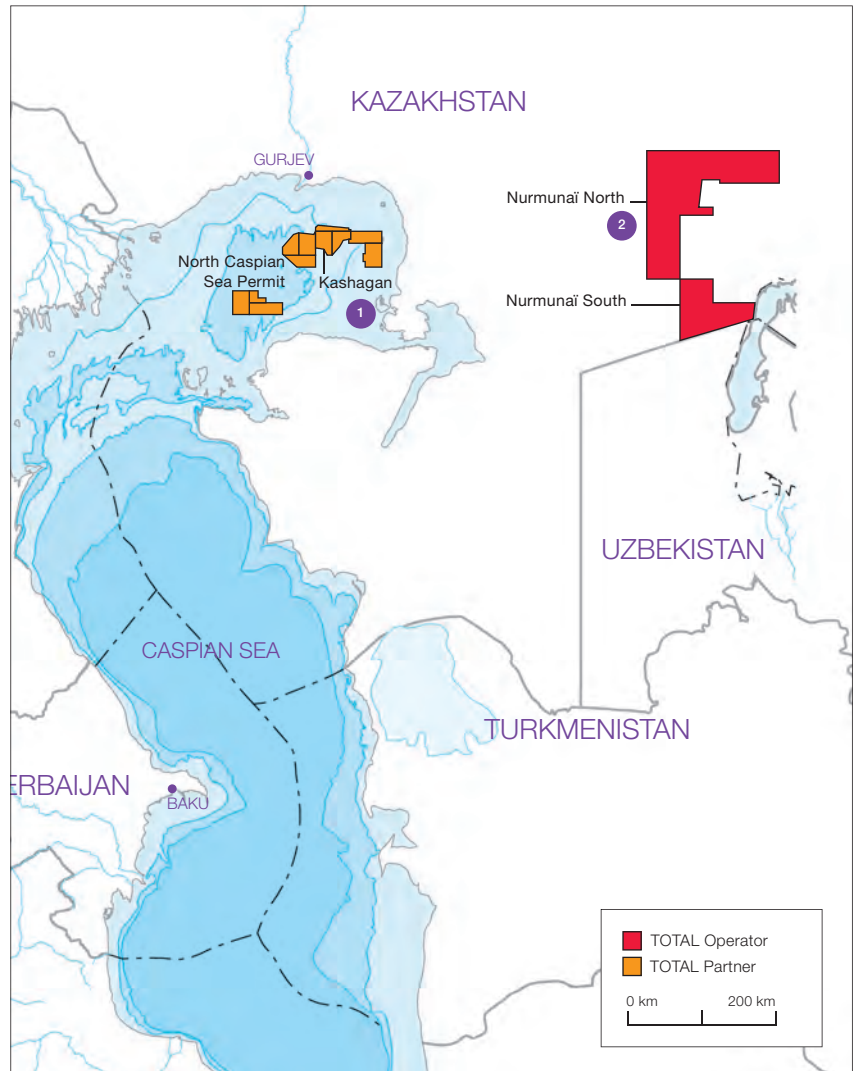 KAZAKHSTAN
GURJEV
Nurmunaï North
2
North Caspian
Sea Permit
Kashagan
1
Nurmunaï South
UZBEKISTAN
CASPIAN SEA
TURKMENISTAN
ERBAIJAN
BAKU
TOTAL Operator
TOTAL Partner
0 km 200 km